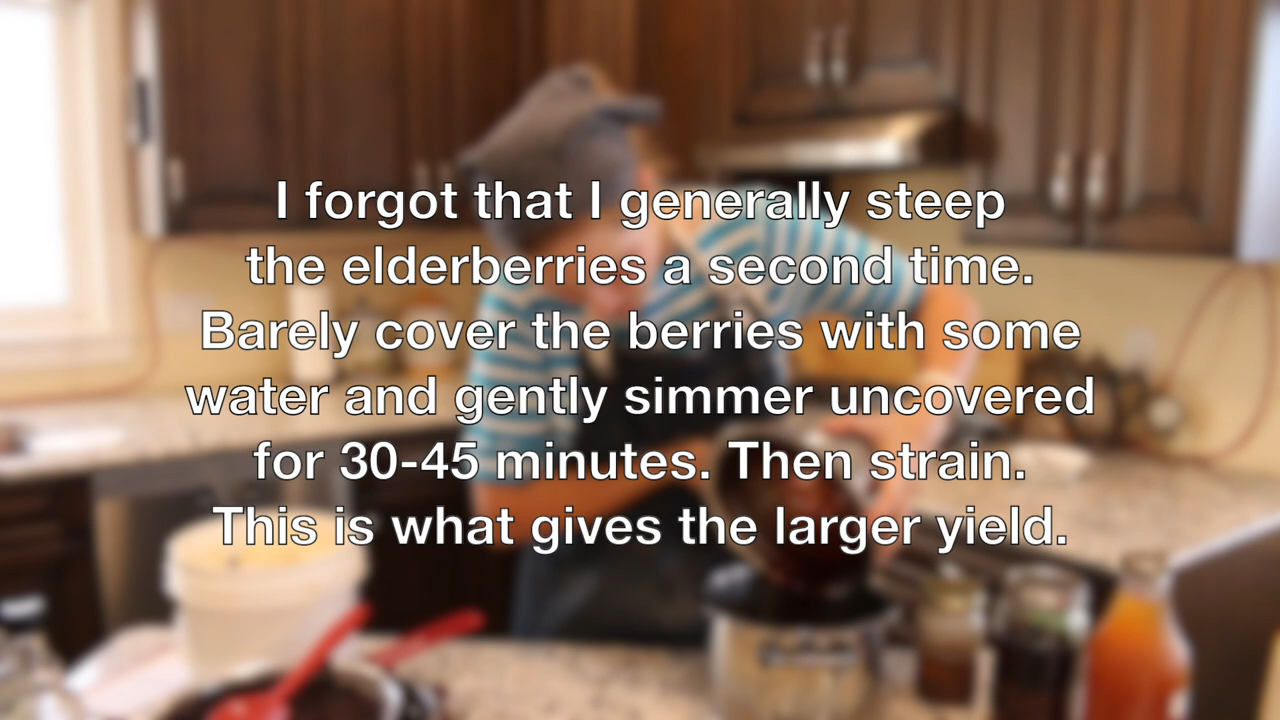 I forgot that I generally steep
the elderberries a second time.
Barely cover the berries with some
water and gently simmer uncovered
for 30-45 minutes. Then strain.
This is what gives the larger yield.